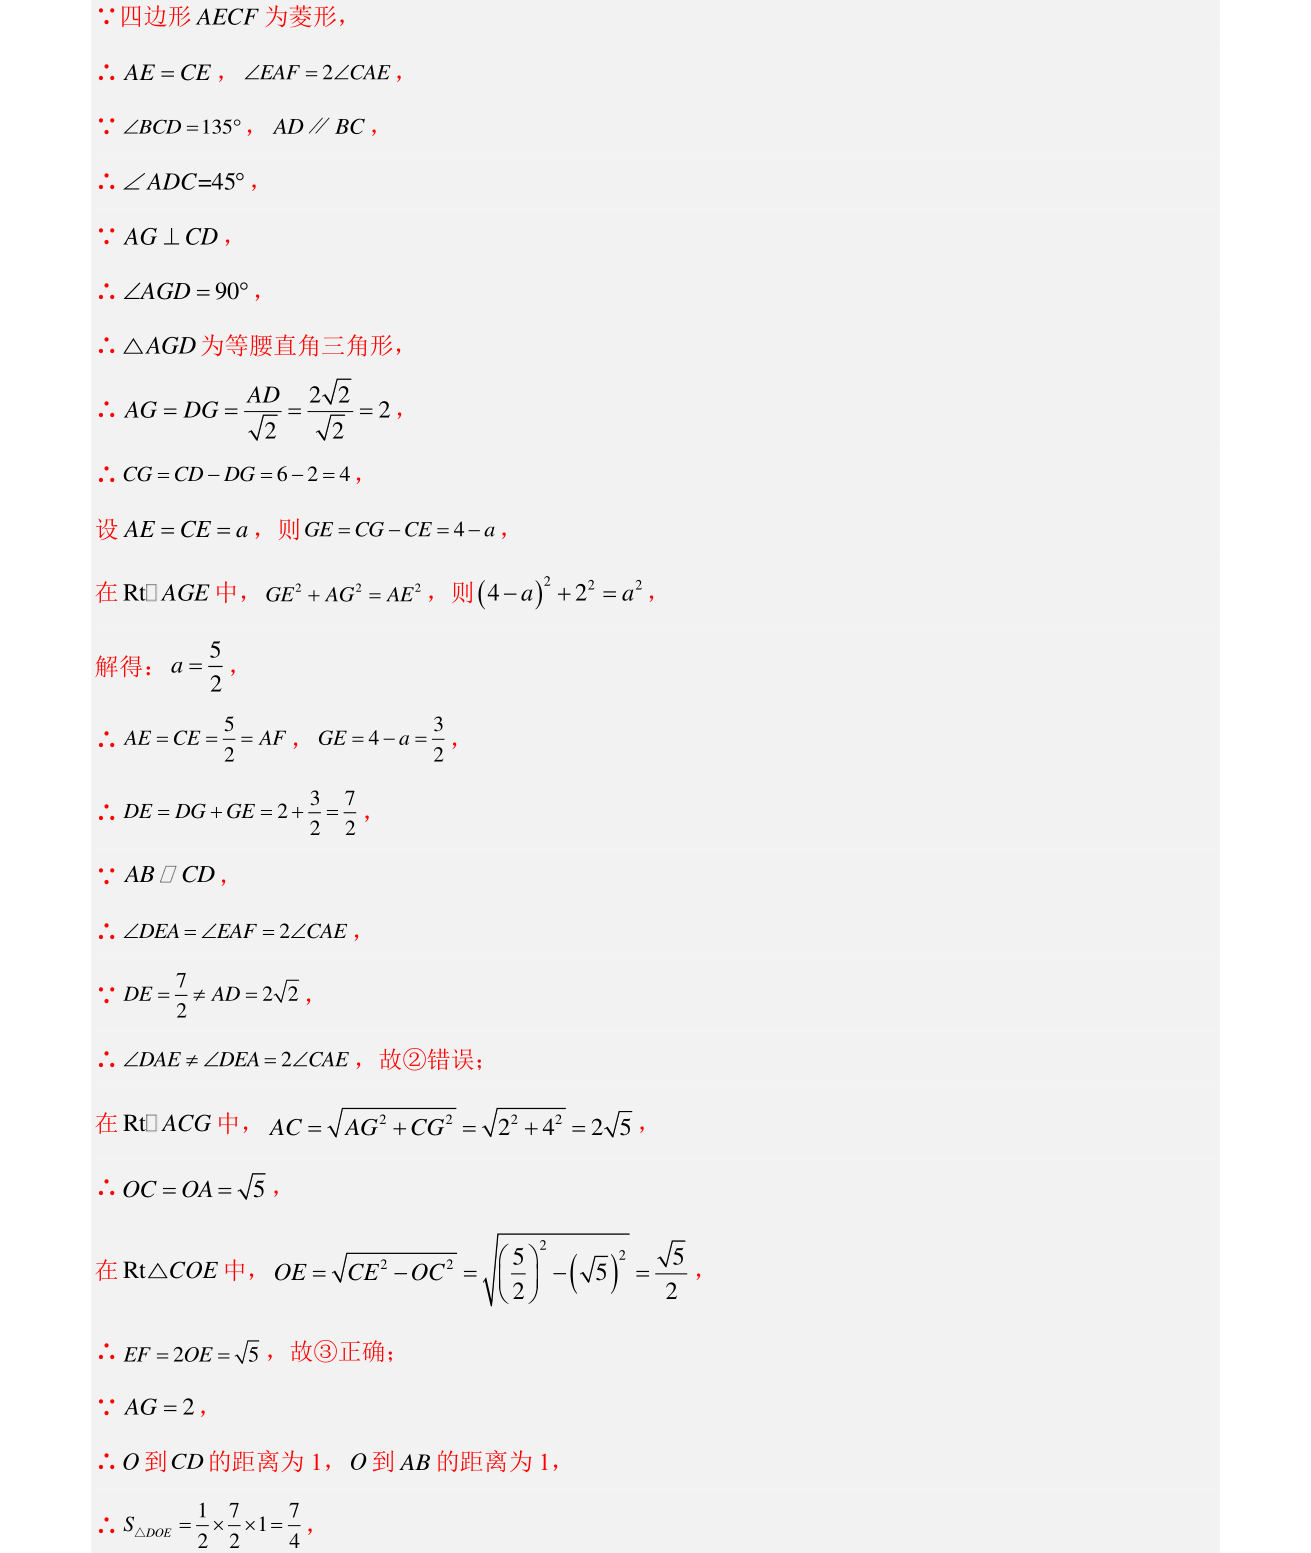 ∵四边形 AECF 为菱形，
∴ AE = CE ， ∠EAF = 2∠CAE ，
∵ ∠BCD = 135° ， AD ∥ BC ，
∴ ∠ADC=45° ，
∵ AG ⊥ CD ，
∴ ∠AGD = 90° ，
∴ △AGD 为等腰直角三角形，
∴ AG = DG = AD/√2 = 2√2/√2 = 2 ，
∴ CG = CD − DG = 6 − 2 = 4 ，
设 AE = CE = a ，则 GE = CG − CE = 4 − a ，
在 Rt□ AGE 中， GE² + AG² = AE² ，则 (4 − a)² + 2² = a² ，
解得： a = 5/2 ，
∴ AE = CE = 5/2 = AF ， GE = 4 − a = 3/2 ，
∴ DE = DG + GE = 2 + 3/2 = 7/2 ，
∵ AB □ CD ，
∴ ∠DEA = ∠EAF = 2∠CAE ，
∵ DE = 7/2 ≠ AD = 2√2 ，
∴ ∠DAE ≠ ∠DEA = 2∠CAE ，故②错误；
在 Rt□ ACG 中， AC = √(AG² + CG²) = √(2² + 4²) = 2√5 ，
∴ OC = OA = √5 ，
在 Rt△COE 中， OE = √(CE² − OC²) = √((5/2)² − (√5)²) = √5/2 ，
∴ EF = 2OE = √5 ，故③正确；
∵ AG = 2 ，
∴ O 到 CD 的距离为 1， O 到 AB 的距离为 1，
∴ S△DOE = 1/2 × 7/2 × 1 = 7/4 ，